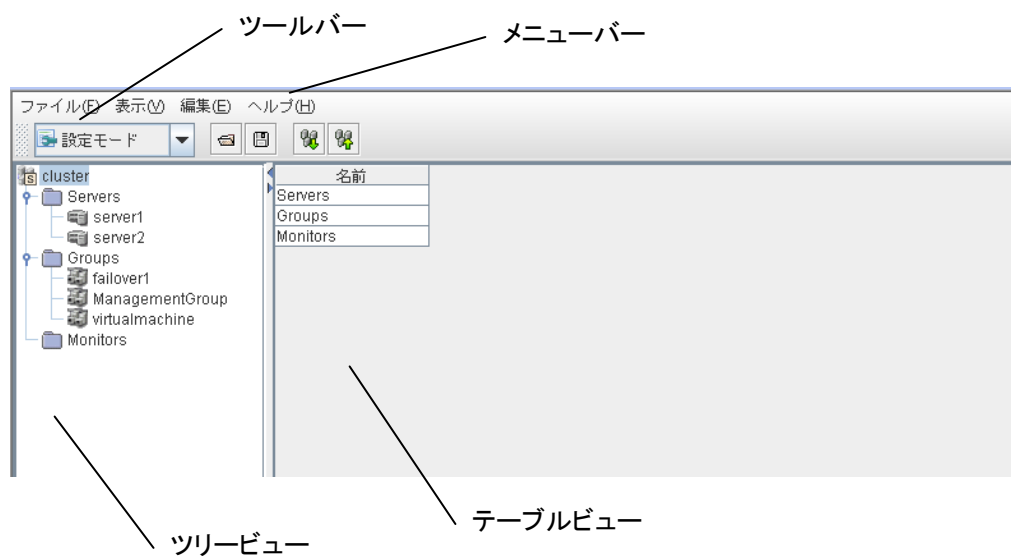 ツールバー
メニューバー
ファイル(F) 表示(V) 編集(E) ヘルプ(H)
設定モード
cluster
Servers
server1
server2
Groups
failover1
ManagementGroup
virtualmachine
Monitors
名前
Servers
Groups
Monitors
テーブルビュー
ツリービュー